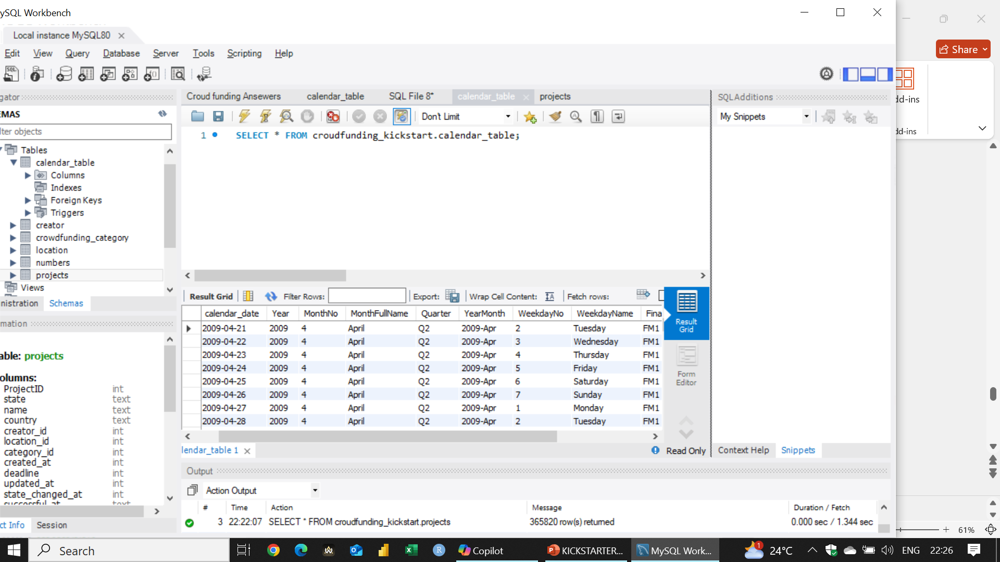 ySQL Workbench
Local instance MySQL80
Edit View Query Database Server Tools Scripting Help
Share
gator
SQLAdditions
Croud funding Ansewers calendar_table SQL File 8* calendar_table projects
dd-ins
EMAS
Don't Limit
My Snippets
lter objects
dd-ins
1 SELECT * FROM croudfunding_kickstart.calendar_table;
Tables
calendar_table
Columns
Indexes
Foreign Keys
Triggers
creator
crowdfunding_category
location
numbers
projects
Views
nistration Schemas
Result Grid Filter Rows: Export: Wrap Cell Content: Fetch rows:
calendar_date Year MonthNo MonthFullName Quarter YearMonth WeekdayNo WeekdayName Fina
2009-04-21 2009 4 April Q2 2009-Apr 2 Tuesday FM1
2009-04-22 2009 4 April Q2 2009-Apr 3 Wednesday FM1
2009-04-23 2009 4 April Q2 2009-Apr 4 Thursday FM1
2009-04-24 2009 4 April Q2 2009-Apr 5 Friday FM1
2009-04-25 2009 4 April Q2 2009-Apr 6 Saturday FM1
2009-04-26 2009 4 April Q2 2009-Apr 7 Sunday FM1
2009-04-27 2009 4 April Q2 2009-Apr 1 Monday FM1
2009-04-28 2009 4 April Q2 2009-Apr 2 Tuesday FM1
Result
Grid
Form
Editor
lendar_table 1
Read Only
Context Help Snippets
mation
able: projects
olumns:
ProjectID int
state text
name text
country text
creator_id int
location_id int
category_id int
created_at int
deadline int
updated_at int
state_changed_at int
successful_at text
ct Info Session
Output
Action Output
# Time Action Message Duration / Fetch
3 22:22:07 SELECT * FROM croudfunding_kickstart.projects 365820 row(s) returned 0.000 sec / 1.344 sec
61%
Search
Copilot
KICKSTARTER...
MySQL Work...
1
24°C
ENG
22:26